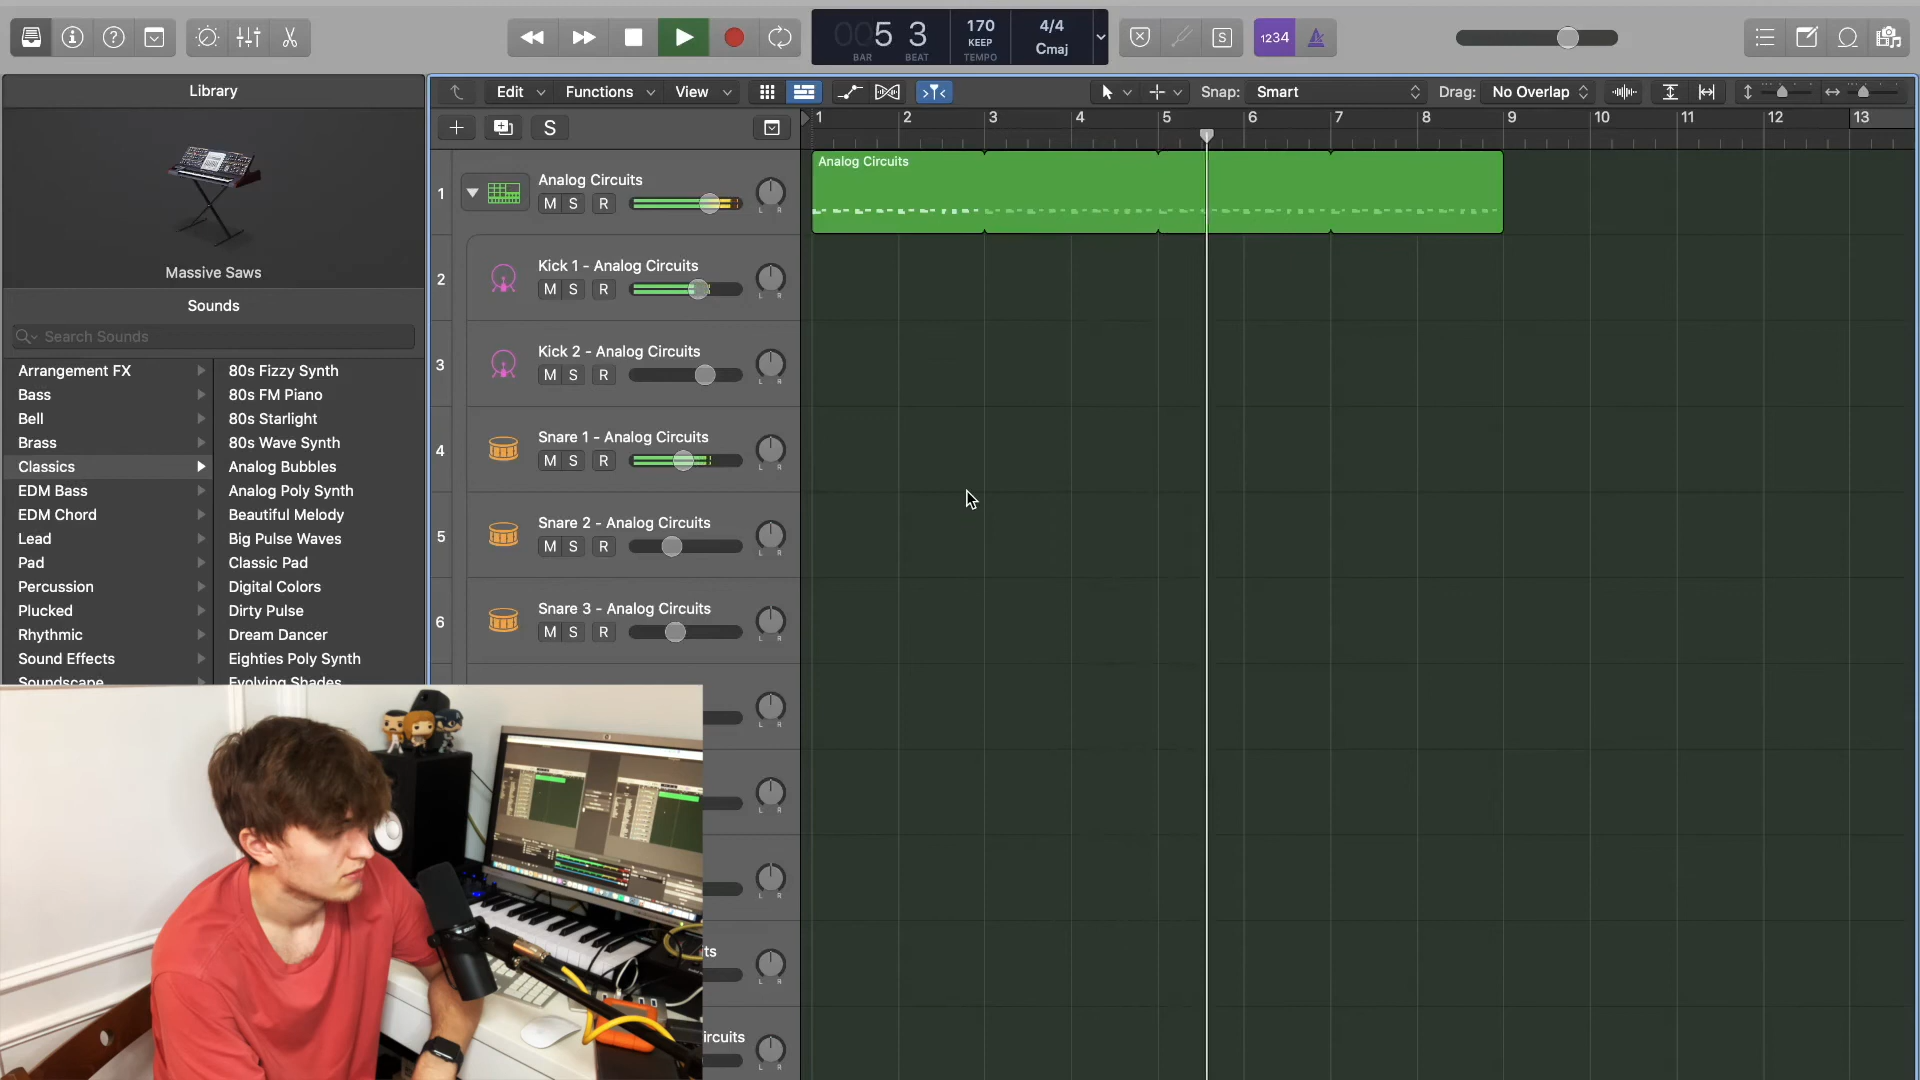 5 3
BAR BEAT
170
KEEP
TEMPO
4/4
Cmaj
S
1234
Library
Edit Functions View
Snap: Smart
Drag: No Overlap
S
1 2 3 4 5 6 7 8 9 10 11 12 13
Massive Saws
Sounds
Search Sounds
Arrangement FX
Bass
Bell
Brass
Classics
EDM Bass
EDM Chord
Lead
Pad
Percussion
Plucked
Rhythmic
Sound Effects
Soundscape
80s Fizzy Synth
80s FM Piano
80s Starlight
80s Wave Synth
Analog Bubbles
Analog Poly Synth
Beautiful Melody
Big Pulse Waves
Classic Pad
Digital Colors
Dirty Pulse
Dream Dancer
Eighties Poly Synth
Evolving Shades
1
Analog Circuits
M S R
L R
2
Kick 1 - Analog Circuits
M S R
L R
3
Kick 2 - Analog Circuits
M S R
L R
4
Snare 1 - Analog Circuits
M S R
L R
5
Snare 2 - Analog Circuits
M S R
L R
6
Snare 3 - Analog Circuits
M S R
L R
L R
L R
L R
its
L R
ircuits
L R
Analog Circuits